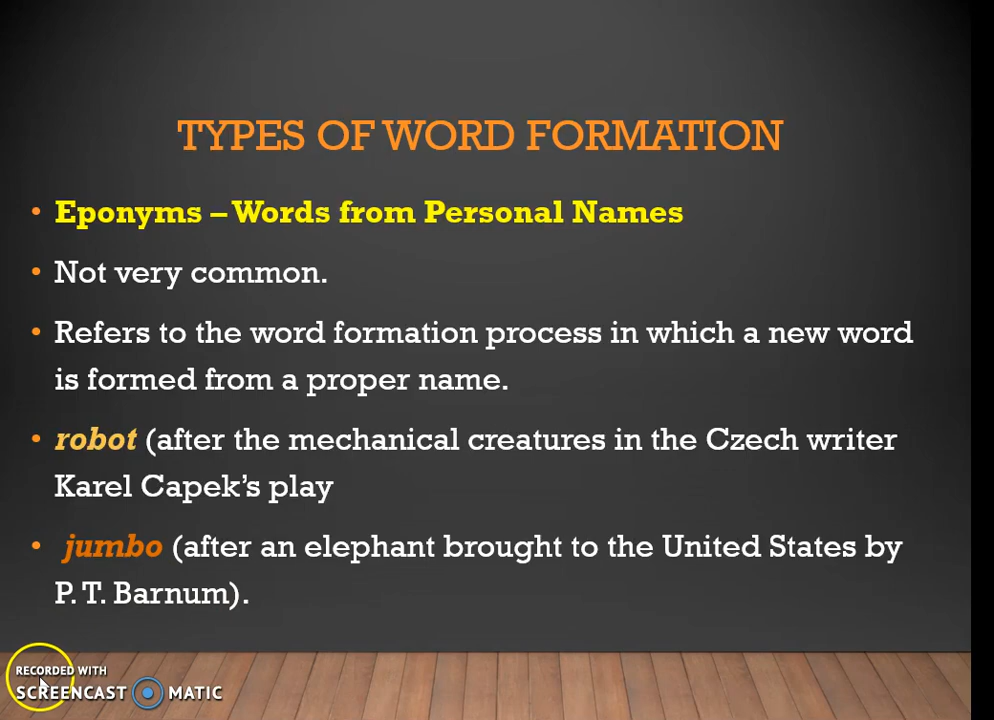 TYPES OF WORD FORMATION
• Eponyms – Words from Personal Names
• Not very common.
• Refers to the word formation process in which a new word
is formed from a proper name.
• robot (after the mechanical creatures in the Czech writer
Karel Capek's play
• jumbo (after an elephant brought to the United States by
P. T. Barnum).
RECORDED WITH
SCREENCAST MATIC